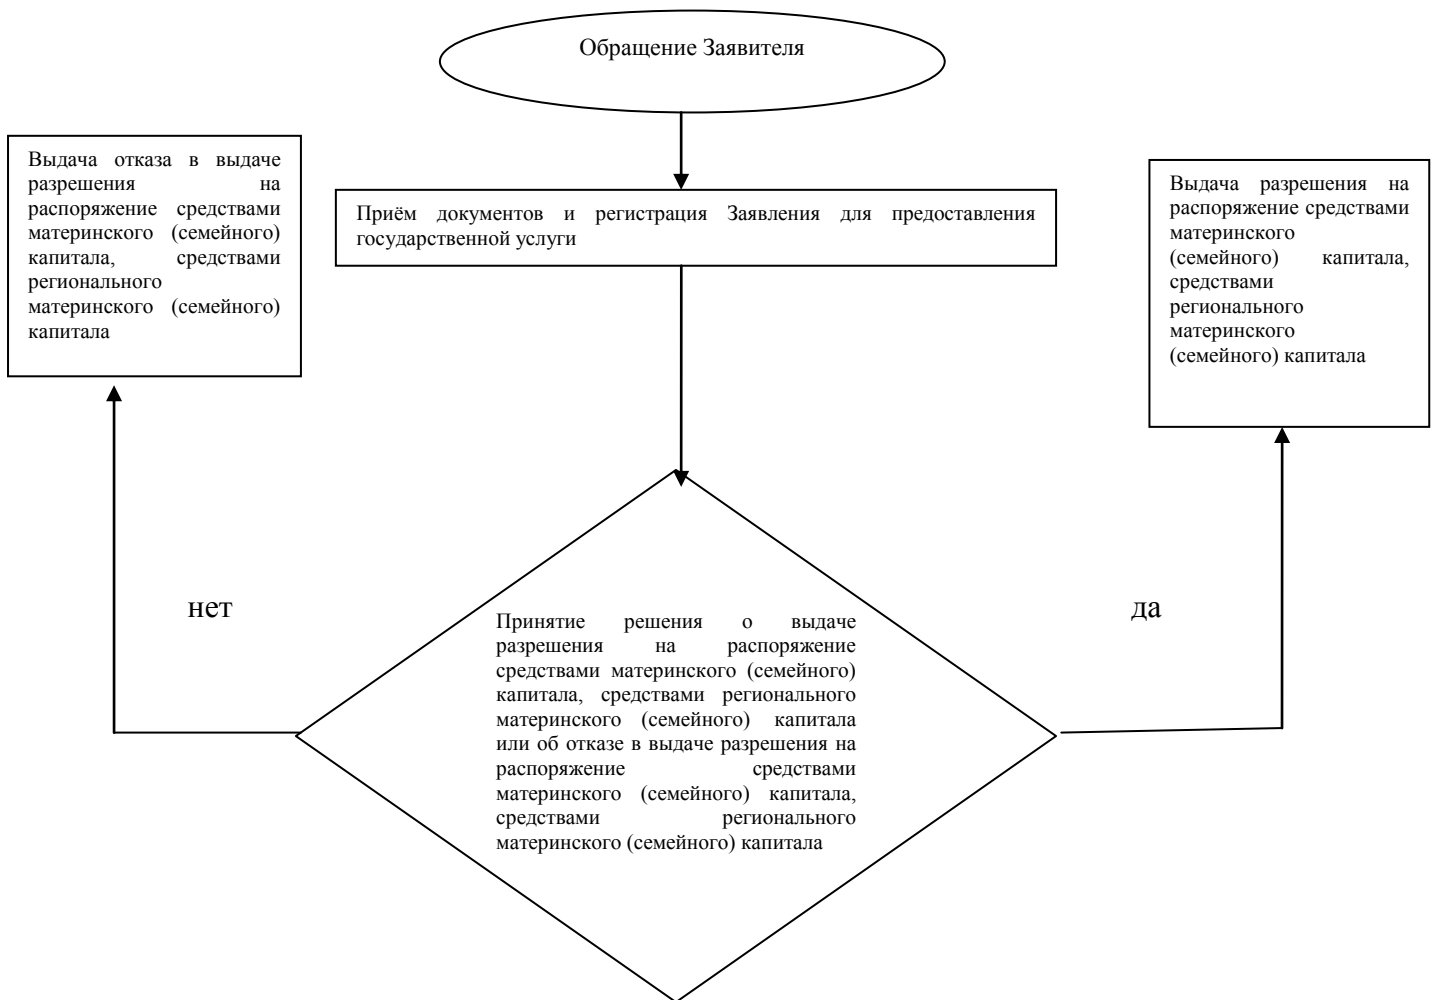 Обращение Заявителя
Выдача отказа в выдаче
разрешения на
распоряжение средствами
материнского (семейного)
капитала, средствами
регионального
материнского (семейного)
капитала
Приём документов и регистрация Заявления для предоставления
государственной услуги
Выдача разрешения на
распоряжение средствами
материнского
(семейного) капитала,
средствами
регионального
материнского
(семейного) капитала
нет
да
Принятие решения о выдаче
разрешения на распоряжение
средствами материнского (семейного)
капитала, средствами регионального
материнского (семейного) капитала
или об отказе в выдаче разрешения на
распоряжение средствами
материнского (семейного) капитала,
средствами регионального
материнского (семейного) капитала